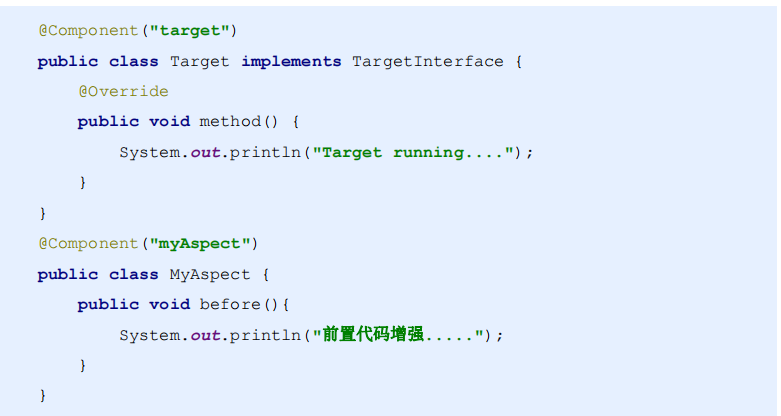 @Component("target")
public class Target implements TargetInterface {
    @Override
    public void method() {
        System.out.println("Target running....");
    }
}
@Component("myAspect")
public class MyAspect {
    public void before(){
        System.out.println("前置代码增强.....");
    }
}